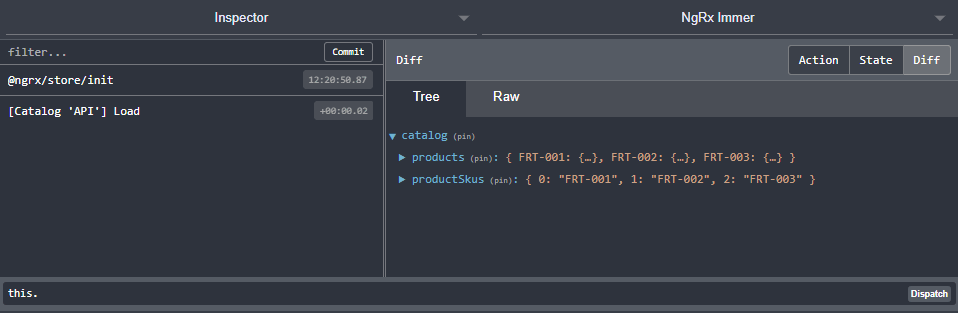 Inspector
NgRx Immer
filter...
Commit
Diff
Action
State
Diff
@ngrx/store/init
12:20:50.87
Tree
Raw
[Catalog 'API'] Load
+00:00.02
catalog (pin)
products (pin): { FRT-001: {…}, FRT-002: {…}, FRT-003: {…} }
productSkus (pin): { 0: "FRT-001", 1: "FRT-002", 2: "FRT-003" }
this.
Dispatch